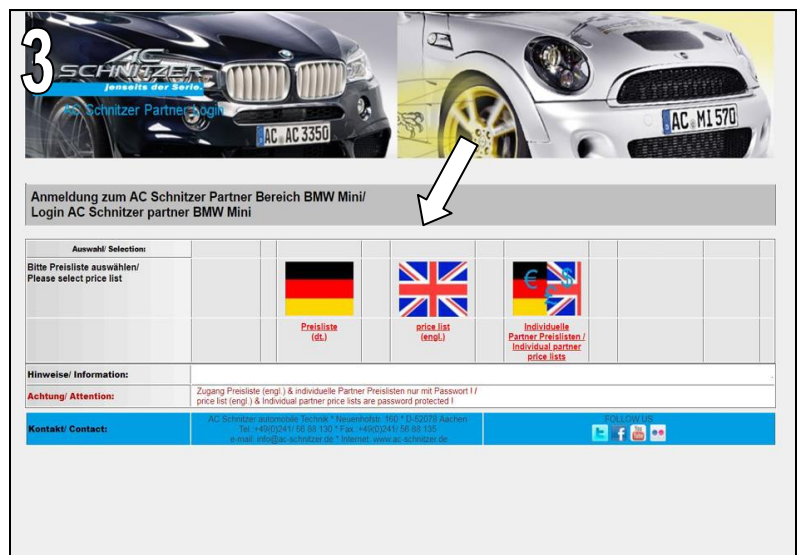 3
AC
SCHNITZER
Jenseits der Serie.
AC Schnitzer Partner Login
AC AC 3350
AC MI 570
Anmeldung zum AC Schnitzer Partner Bereich BMW Mini/
Login AC Schnitzer partner BMW Mini
Auswahl/ Selection:
Bitte Preisliste auswählen/
Please select price list
€ $ £
Preisliste
(dt.)
price list
(engl.)
Individuelle
Partner Preislisten /
Individual partner
price lists
Hinweise/ Information:
Achtung/ Attention:
Zugang Preisliste (engl.) & individuelle Partner Preislisten nur mit Passwort ! /
price list (engl.) & Individual partner price lists are password protected !
Kontakt/ Contact:
AC Schnitzer automobile Technik * Neuenhofstr. 160 * D-52078 Aachen
Tel. +49(0)241/ 56 88 130 * Fax. +49(0)241/ 56 88 135
e-mail: info@ac-schnitzer.de * Internet: www.ac-schnitzer.de
FOLLOW US